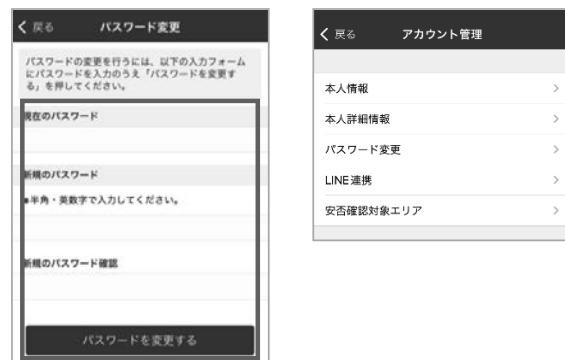 戻る
パスワード変更
パスワードの変更を行うには、以下の入力フォーム
にパスワードを入力のうえ「パスワードを変更す
る」を押してください。
現在のパスワード
新規のパスワード
※半角・英数字で入力してください。
新規のパスワード確認
パスワードを変更する
戻る
アカウント管理
本人情報
本人詳細情報
パスワード変更
LINE連携
安否確認対象エリア